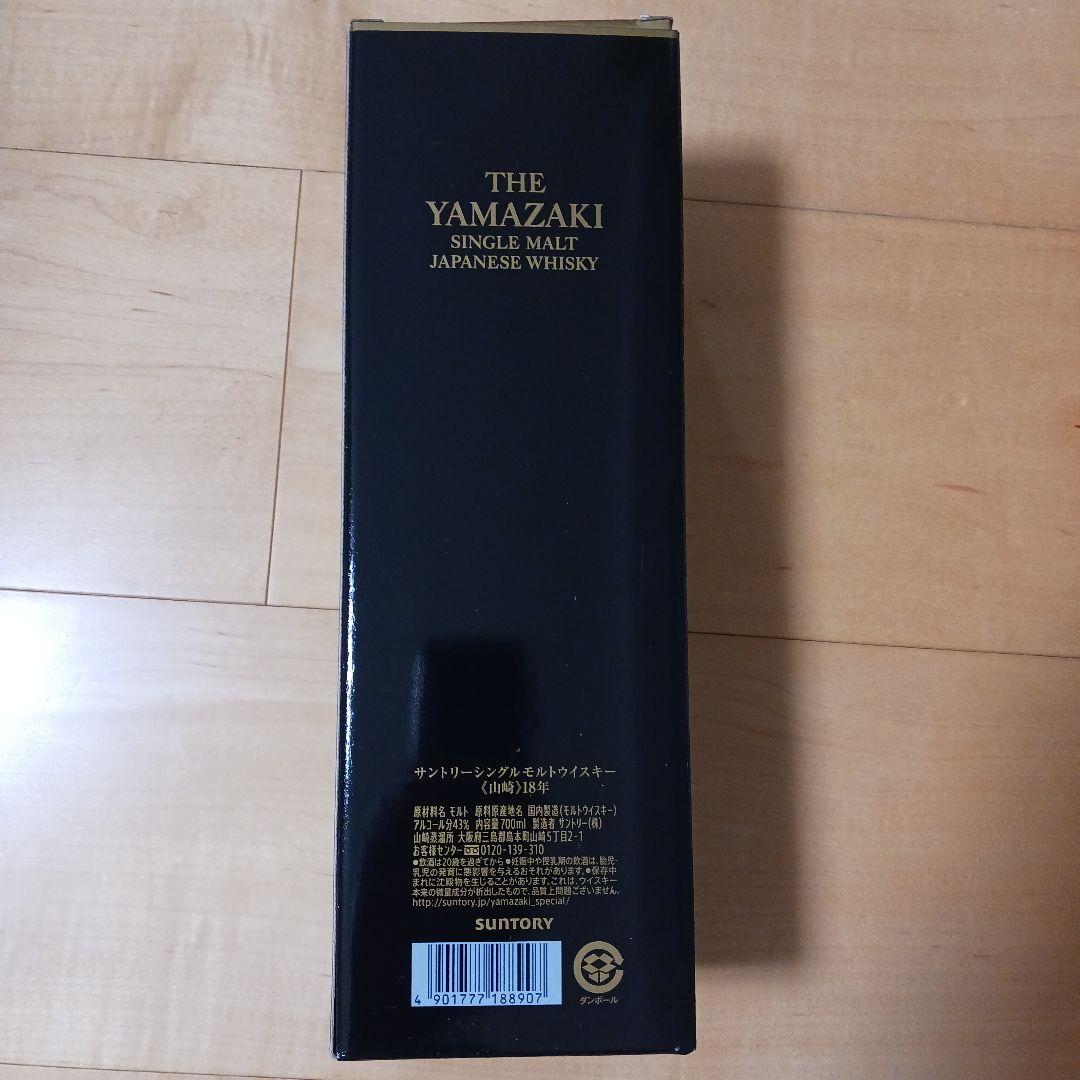 THE
YAMAZAKI
SINGLE MALT
JAPANESE WHISKY
サントリーシングルモルトウイスキー
《山崎》18年
原材料名 モルト 原料原産地名 国内製造(モルトウイスキー)
アルコール分43% 内容量700ml 製造者 サントリー(株)
山崎蒸溜所 大阪府三島郡島本町山崎5丁目2-1
お客様センター 0120-139-310
●飲酒は20歳を過ぎてから ●妊娠中や授乳期の飲酒は、胎児・
乳児の発育に悪影響を与えるおそれがあります。●保存中
まれに沈殿物を生じることがあります。これは、ウイスキー
本来の微量成分が析出したもので、品質上問題ございません。
http://suntory.jp/yamazaki_special/
SUNTORY
4 901777 188907
ダンボール